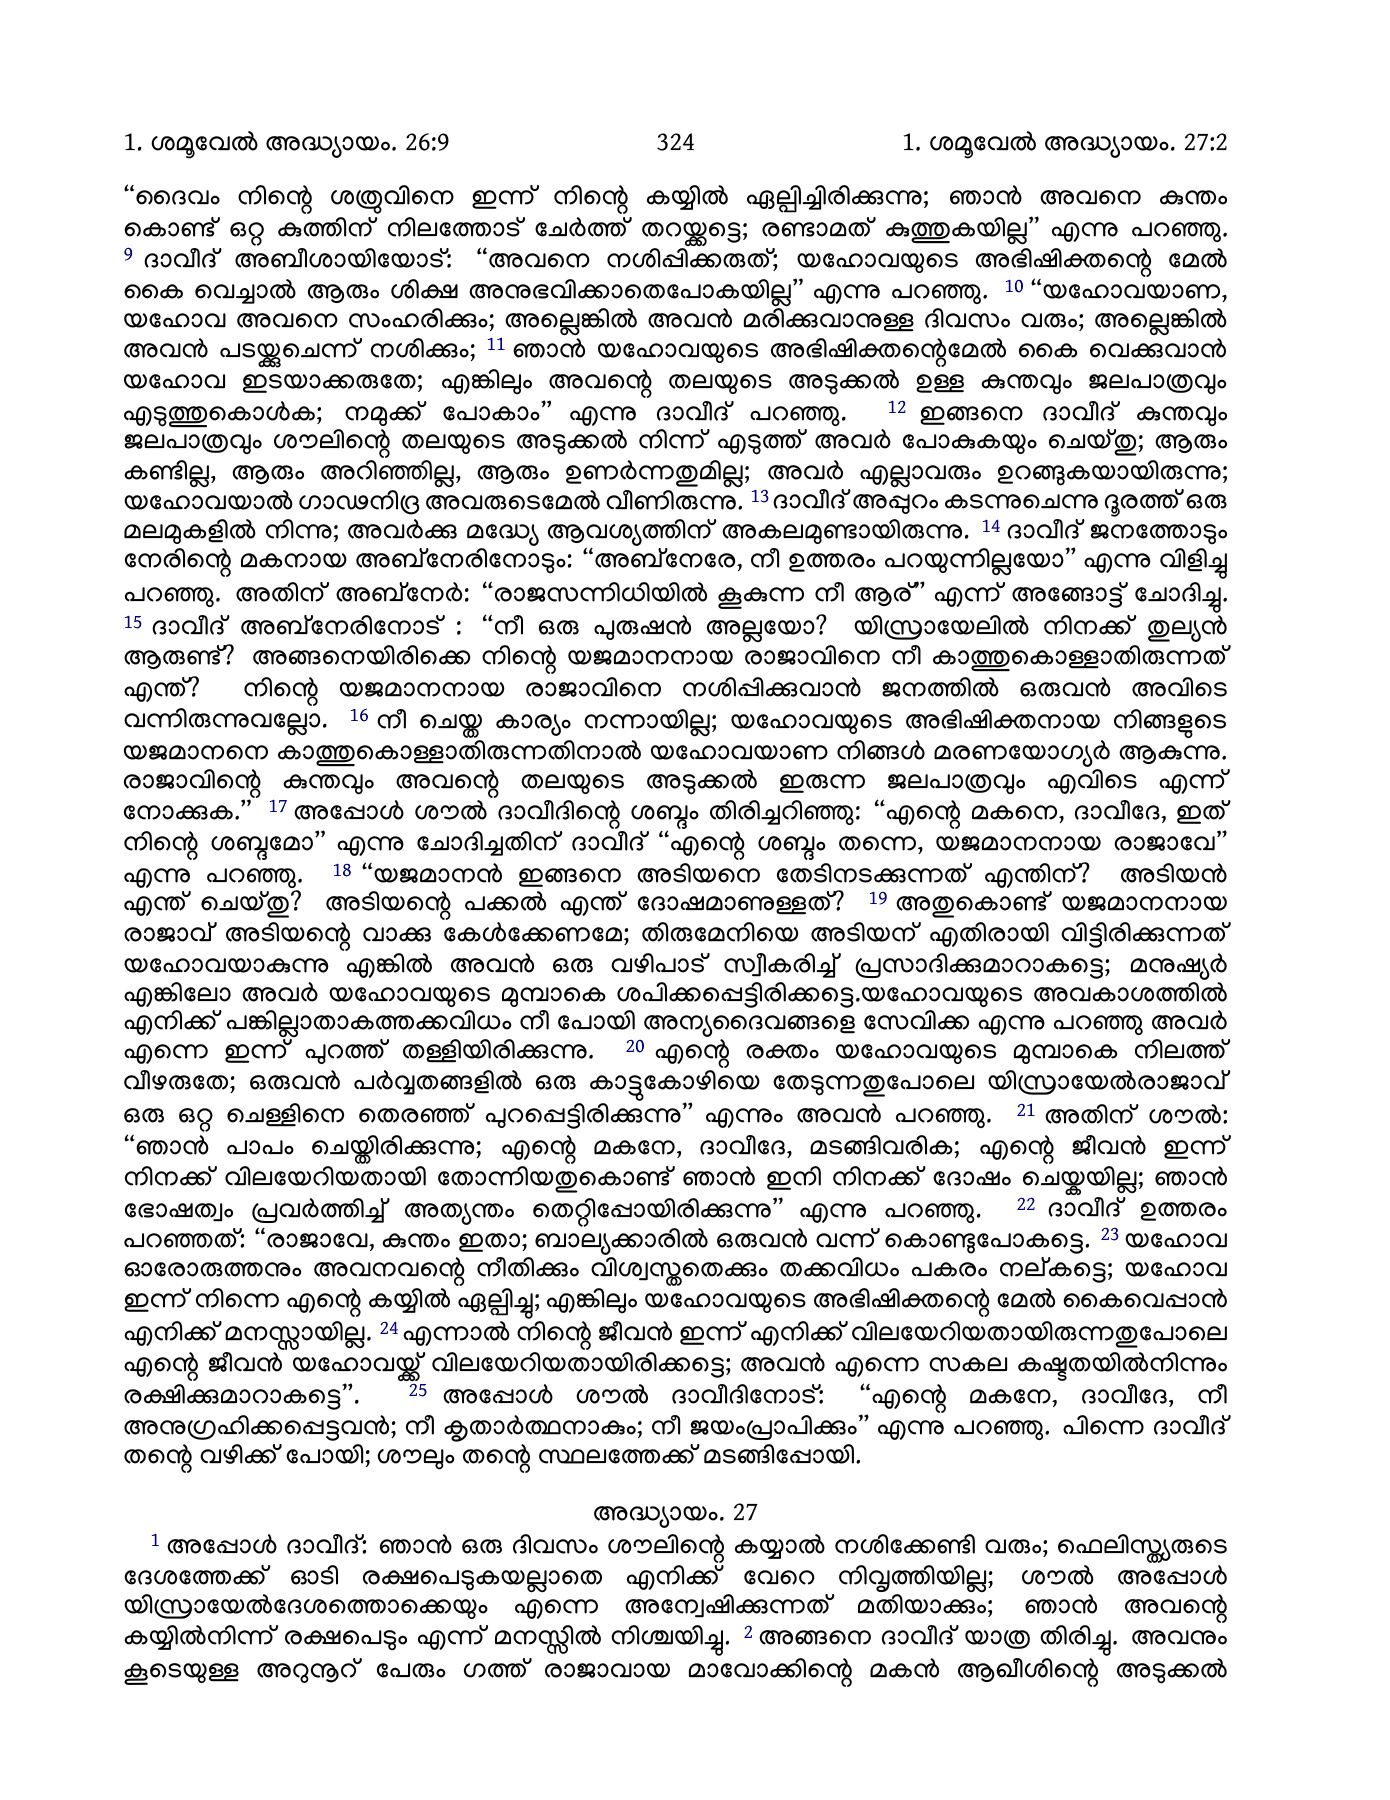 1. ശമൂവേൽ അദ്ധ്യായം. 26:9 324 1. ശമൂവേൽ അദ്ധ്യായം. 27:2
“ദൈവം നിന്റെ ശത്രുവിനെ ഇന്ന് നിന്റെ കയ്യിൽ ഏല്പിച്ചിരിക്കുന്നു; ഞാൻ അവനെ കുന്തം
കൊണ്ട് ഒറ്റ കുത്തിന് നിലത്തോട് ചേർത്ത് തറയ്ക്കട്ടെ; രണ്ടാമത് കുത്തുകയില്ല” എന്നു പറഞ്ഞു.
9 ദാവീദ് അബീശായിയോട്: “അവനെ നശിപ്പിക്കരുത്; യഹോവയുടെ അഭിഷിക്തന്റെ മേൽ
കൈ വെച്ചാൽ ആരും ശിക്ഷ അനുഭവിക്കാതെപോകയില്ല” എന്നു പറഞ്ഞു. 10 “യഹോവയാണ,
യഹോവ അവനെ സംഹരിക്കും; അല്ലെങ്കിൽ അവൻ മരിക്കുവാനുള്ള ദിവസം വരും; അല്ലെങ്കിൽ
അവൻ പടയ്ക്കുചെന്ന് നശിക്കും; 11 ഞാൻ യഹോവയുടെ അഭിഷിക്തന്റെമേൽ കൈ വെക്കുവാൻ
യഹോവ ഇടയാക്കരുതേ; എങ്കിലും അവന്റെ തലയുടെ അടുക്കൽ ഉള്ള കുന്തവും ജലപാത്രവും
എടുത്തുകൊൾക; നമുക്ക് പോകാം” എന്നു ദാവീദ് പറഞ്ഞു. 12 ഇങ്ങനെ ദാവീദ് കുന്തവും
ജലപാത്രവും ശൗലിന്റെ തലയുടെ അടുക്കൽ നിന്ന് എടുത്ത് അവർ പോകുകയും ചെയ്തു; ആരും
കണ്ടില്ല, ആരും അറിഞ്ഞില്ല, ആരും ഉണർന്നതുമില്ല; അവർ എല്ലാവരും ഉറങ്ങുകയായിരുന്നു;
യഹോവയാൽ ഗാഢനിദ്ര അവരുടെമേൽ വീണിരുന്നു. 13 ദാവീദ് അപ്പുറം കടന്നുചെന്നു ദൂരത്ത് ഒരു
മലമുകളിൽ നിന്നു; അവർക്കു മദ്ധ്യേ ആവശ്യത്തിന് അകലമുണ്ടായിരുന്നു. 14 ദാവീദ് ജനത്തോടും
നേരിന്റെ മകനായ അബ്നേരിനോടും: “അബ്നേരേ, നീ ഉത്തരം പറയുന്നില്ലയോ” എന്നു വിളിച്ചു
പറഞ്ഞു. അതിന് അബ്നേർ: “രാജസന്നിധിയിൽ കൂകുന്ന നീ ആര്” എന്ന് അങ്ങോട്ട് ചോദിച്ചു.
15 ദാവീദ് അബ്നേരിനോട് : “നീ ഒരു പുരുഷൻ അല്ലയോ? യിസ്രായേലിൽ നിനക്ക് തുല്യൻ
ആരുണ്ട്? അങ്ങനെയിരിക്കെ നിന്റെ യജമാനനായ രാജാവിനെ നീ കാത്തുകൊള്ളാതിരുന്നത്
എന്ത്? നിന്റെ യജമാനനായ രാജാവിനെ നശിപ്പിക്കുവാൻ ജനത്തിൽ ഒരുവൻ അവിടെ
വന്നിരുന്നുവല്ലോ. 16 നീ ചെയ്ത കാര്യം നന്നായില്ല; യഹോവയുടെ അഭിഷിക്തനായ നിങ്ങളുടെ
യജമാനനെ കാത്തുകൊള്ളാതിരുന്നതിനാൽ യഹോവയാണ നിങ്ങൾ മരണയോഗ്യർ ആകുന്നു.
രാജാവിന്റെ കുന്തവും അവന്റെ തലയുടെ അടുക്കൽ ഇരുന്ന ജലപാത്രവും എവിടെ എന്ന്
നോക്കുക.” 17 അപ്പോൾ ശൗൽ ദാവീദിന്റെ ശബ്ദം തിരിച്ചറിഞ്ഞു: “എന്റെ മകനെ, ദാവീദേ, ഇത്
നിന്റെ ശബ്ദമോ” എന്നു ചോദിച്ചതിന് ദാവീദ് “എന്റെ ശബ്ദം തന്നെ, യജമാനനായ രാജാവേ”
എന്നു പറഞ്ഞു. 18 “യജമാനൻ ഇങ്ങനെ അടിയനെ തേടിനടക്കുന്നത് എന്തിന്? അടിയൻ
എന്ത് ചെയ്തു? അടിയന്റെ പക്കൽ എന്ത് ദോഷമാണുള്ളത്? 19 അതുകൊണ്ട് യജമാനനായ
രാജാവ് അടിയന്റെ വാക്കു കേൾക്കേണമേ; തിരുമേനിയെ അടിയന് എതിരായി വിട്ടിരിക്കുന്നത്
യഹോവയാകുന്നു എങ്കിൽ അവൻ ഒരു വഴിപാട് സ്വീകരിച്ച് പ്രസാദിക്കുമാറാകട്ടെ; മനുഷ്യർ
എങ്കിലോ അവർ യഹോവയുടെ മുമ്പാകെ ശപിക്കപ്പെട്ടിരിക്കട്ടെ.യഹോവയുടെ അവകാശത്തിൽ
എനിക്ക് പങ്കില്ലാതാകത്തക്കവിധം നീ പോയി അന്യദൈവങ്ങളെ സേവിക്ക എന്നു പറഞ്ഞു അവർ
എന്നെ ഇന്ന് പുറത്ത് തള്ളിയിരിക്കുന്നു. 20 എന്റെ രക്തം യഹോവയുടെ മുമ്പാകെ നിലത്ത്
വീഴരുതേ; ഒരുവൻ പർവ്വതങ്ങളിൽ ഒരു കാട്ടുകോഴിയെ തേടുന്നതുപോലെ യിസ്രായേൽരാജാവ്
ഒരു ഒറ്റ ചെള്ളിനെ തെരഞ്ഞ് പുറപ്പെട്ടിരിക്കുന്നു” എന്നും അവൻ പറഞ്ഞു. 21 അതിന് ശൗൽ:
“ഞാൻ പാപം ചെയ്തിരിക്കുന്നു; എന്റെ മകനേ, ദാവീദേ, മടങ്ങിവരിക; എന്റെ ജീവൻ ഇന്ന്
നിനക്ക് വിലയേറിയതായി തോന്നിയതുകൊണ്ട് ഞാൻ ഇനി നിനക്ക് ദോഷം ചെയ്കയില്ല; ഞാൻ
ഭോഷത്വം പ്രവർത്തിച്ച് അത്യന്തം തെറ്റിപ്പോയിരിക്കുന്നു” എന്നു പറഞ്ഞു. 22 ദാവീദ് ഉത്തരം
പറഞ്ഞത്: “രാജാവേ, കുന്തം ഇതാ; ബാല്യക്കാരിൽ ഒരുവൻ വന്ന് കൊണ്ടുപോകട്ടെ. 23 യഹോവ
ഓരോരുത്തനും അവനവന്റെ നീതിക്കും വിശ്വസ്തതെക്കും തക്കവിധം പകരം നല്കട്ടെ; യഹോവ
ഇന്ന് നിന്നെ എന്റെ കയ്യിൽ ഏല്പിച്ചു; എങ്കിലും യഹോവയുടെ അഭിഷിക്തന്റെ മേൽ കൈവെപ്പാൻ
എനിക്ക് മനസ്സായില്ല. 24 എന്നാൽ നിന്റെ ജീവൻ ഇന്ന് എനിക്ക് വിലയേറിയതായിരുന്നതുപോലെ
എന്റെ ജീവൻ യഹോവയ്ക്ക് വിലയേറിയതായിരിക്കട്ടെ; അവൻ എന്നെ സകല കഷ്ടതയിൽനിന്നും
രക്ഷിക്കുമാറാകട്ടെ”. 25 അപ്പോൾ ശൗൽ ദാവീദിനോട്: “എന്റെ മകനേ, ദാവീദേ, നീ
അനുഗ്രഹിക്കപ്പെട്ടവൻ; നീ കൃതാർത്ഥനാകും; നീ ജയംപ്രാപിക്കും” എന്നു പറഞ്ഞു. പിന്നെ ദാവീദ്
തന്റെ വഴിക്ക് പോയി; ശൗലും തന്റെ സ്ഥലത്തേക്ക് മടങ്ങിപ്പോയി.
അദ്ധ്യായം. 27
1 അപ്പോൾ ദാവീദ്: ഞാൻ ഒരു ദിവസം ശൗലിന്റെ കയ്യാൽ നശിക്കേണ്ടി വരും; ഫെലിസ്ത്യരുടെ
ദേശത്തേക്ക് ഓടി രക്ഷപെടുകയല്ലാതെ എനിക്ക് വേറെ നിവൃത്തിയില്ല; ശൗൽ അപ്പോൾ
യിസ്രായേൽദേശത്തൊക്കെയും എന്നെ അന്വേഷിക്കുന്നത് മതിയാക്കും; ഞാൻ അവന്റെ
കയ്യിൽനിന്ന് രക്ഷപെടും എന്ന് മനസ്സിൽ നിശ്ചയിച്ചു. 2 അങ്ങനെ ദാവീദ് യാത്ര തിരിച്ചു. അവനും
കൂടെയുള്ള അറുനൂറ് പേരും ഗത്ത് രാജാവായ മാവോക്കിന്റെ മകൻ ആഖീശിന്റെ അടുക്കൽ